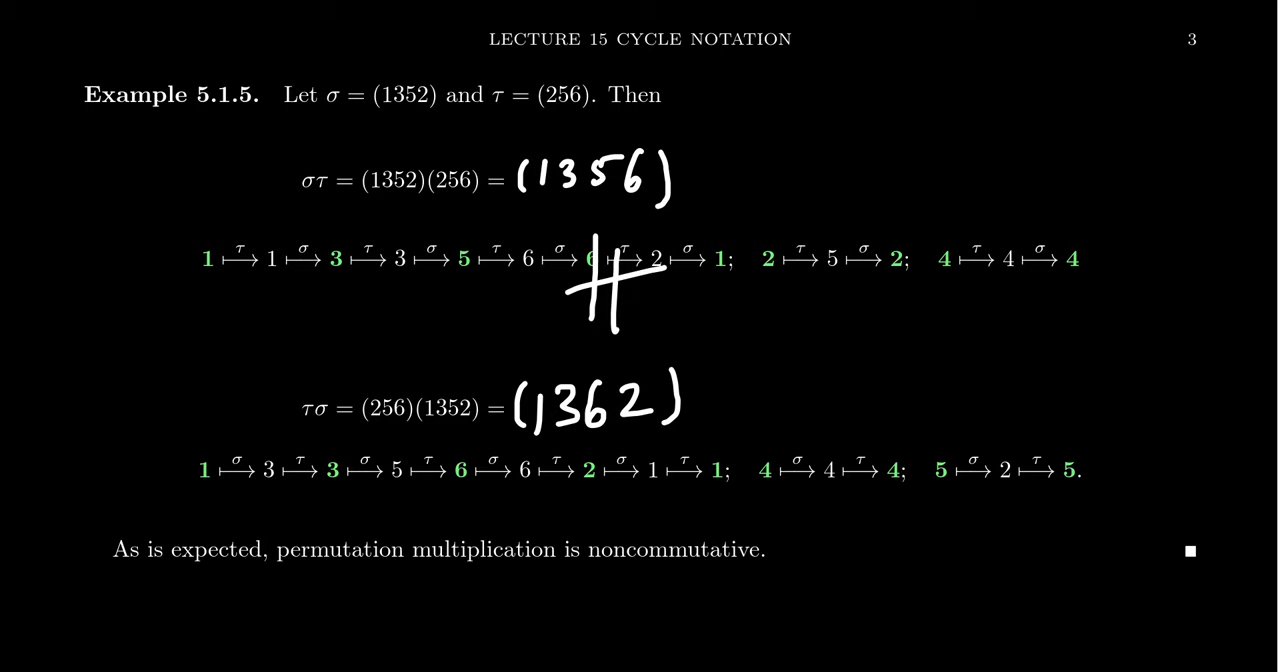 LECTURE 15 CYCLE NOTATION 3
Example 5.1.5. Let σ = (1352) and τ = (256). Then
στ = (1352)(256) = (1356)
1 ⟼^τ 1 ⟼^σ 3 ⟼^τ 3 ⟼^σ 5 ⟼^τ 6 ⟼^σ 6 ⟼^τ 2 ⟼^σ 1; 2 ⟼^τ 5 ⟼^σ 2; 4 ⟼^τ 4 ⟼^σ 4
τσ = (256)(1352) = (1362)
1 ⟼^σ 3 ⟼^τ 3 ⟼^σ 5 ⟼^τ 6 ⟼^σ 6 ⟼^τ 2 ⟼^σ 1 ⟼^τ 1; 4 ⟼^σ 4 ⟼^τ 4; 5 ⟼^σ 2 ⟼^τ 5.
As is expected, permutation multiplication is noncommutative. ■